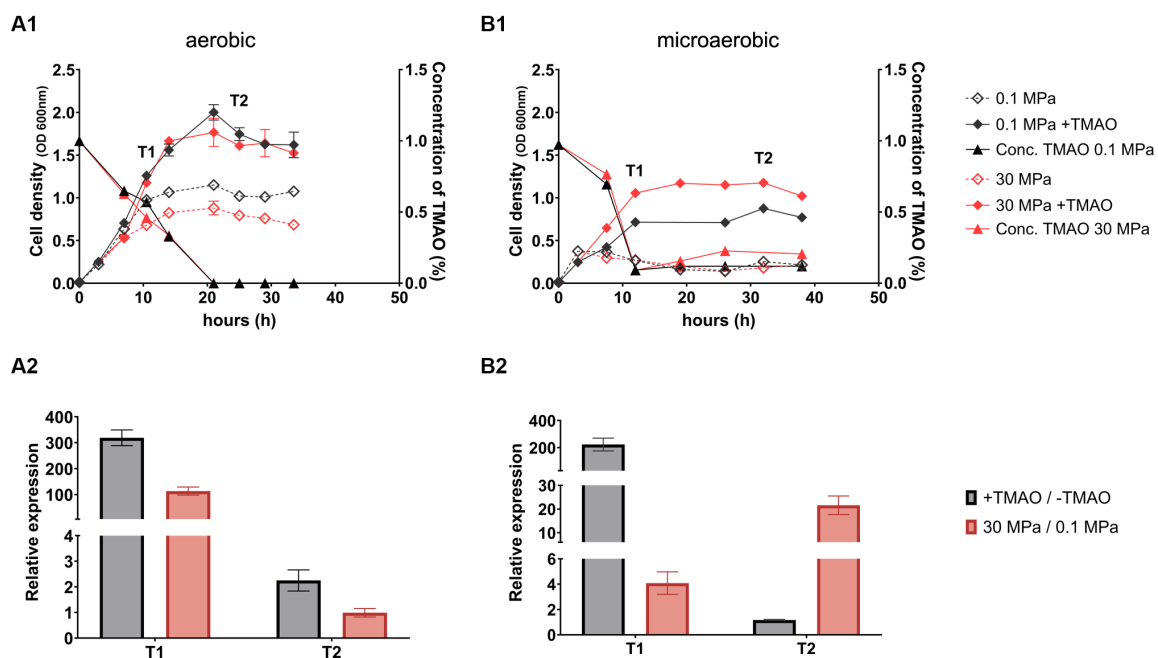 A1
aerobic
2.5
2.0
1.5
1.0
0.5
0.0
Cell density (OD 600nm)
1.5
1.0
0.5
0.0
Concentration of TMAO (%)
T1
T2
0
10
20
30
40
50
hours (h)
B1
microaerobic
2.5
2.0
1.5
1.0
0.5
0.0
Cell density (OD 600nm)
1.5
1.0
0.5
0.0
Concentration of TMAO (%)
T1
T2
0
10
20
30
40
50
hours (h)
0.1 MPa
0.1 MPa +TMAO
Conc. TMAO 0.1 MPa
30 MPa
30 MPa +TMAO
Conc. TMAO 30 MPa
A2
400
300
200
100
4
3
2
1
0
Relative expression
T1
T2
B2
400
200
30
20
10
6
4
2
0
Relative expression
T1
T2
+TMAO / -TMAO
30 MPa / 0.1 MPa